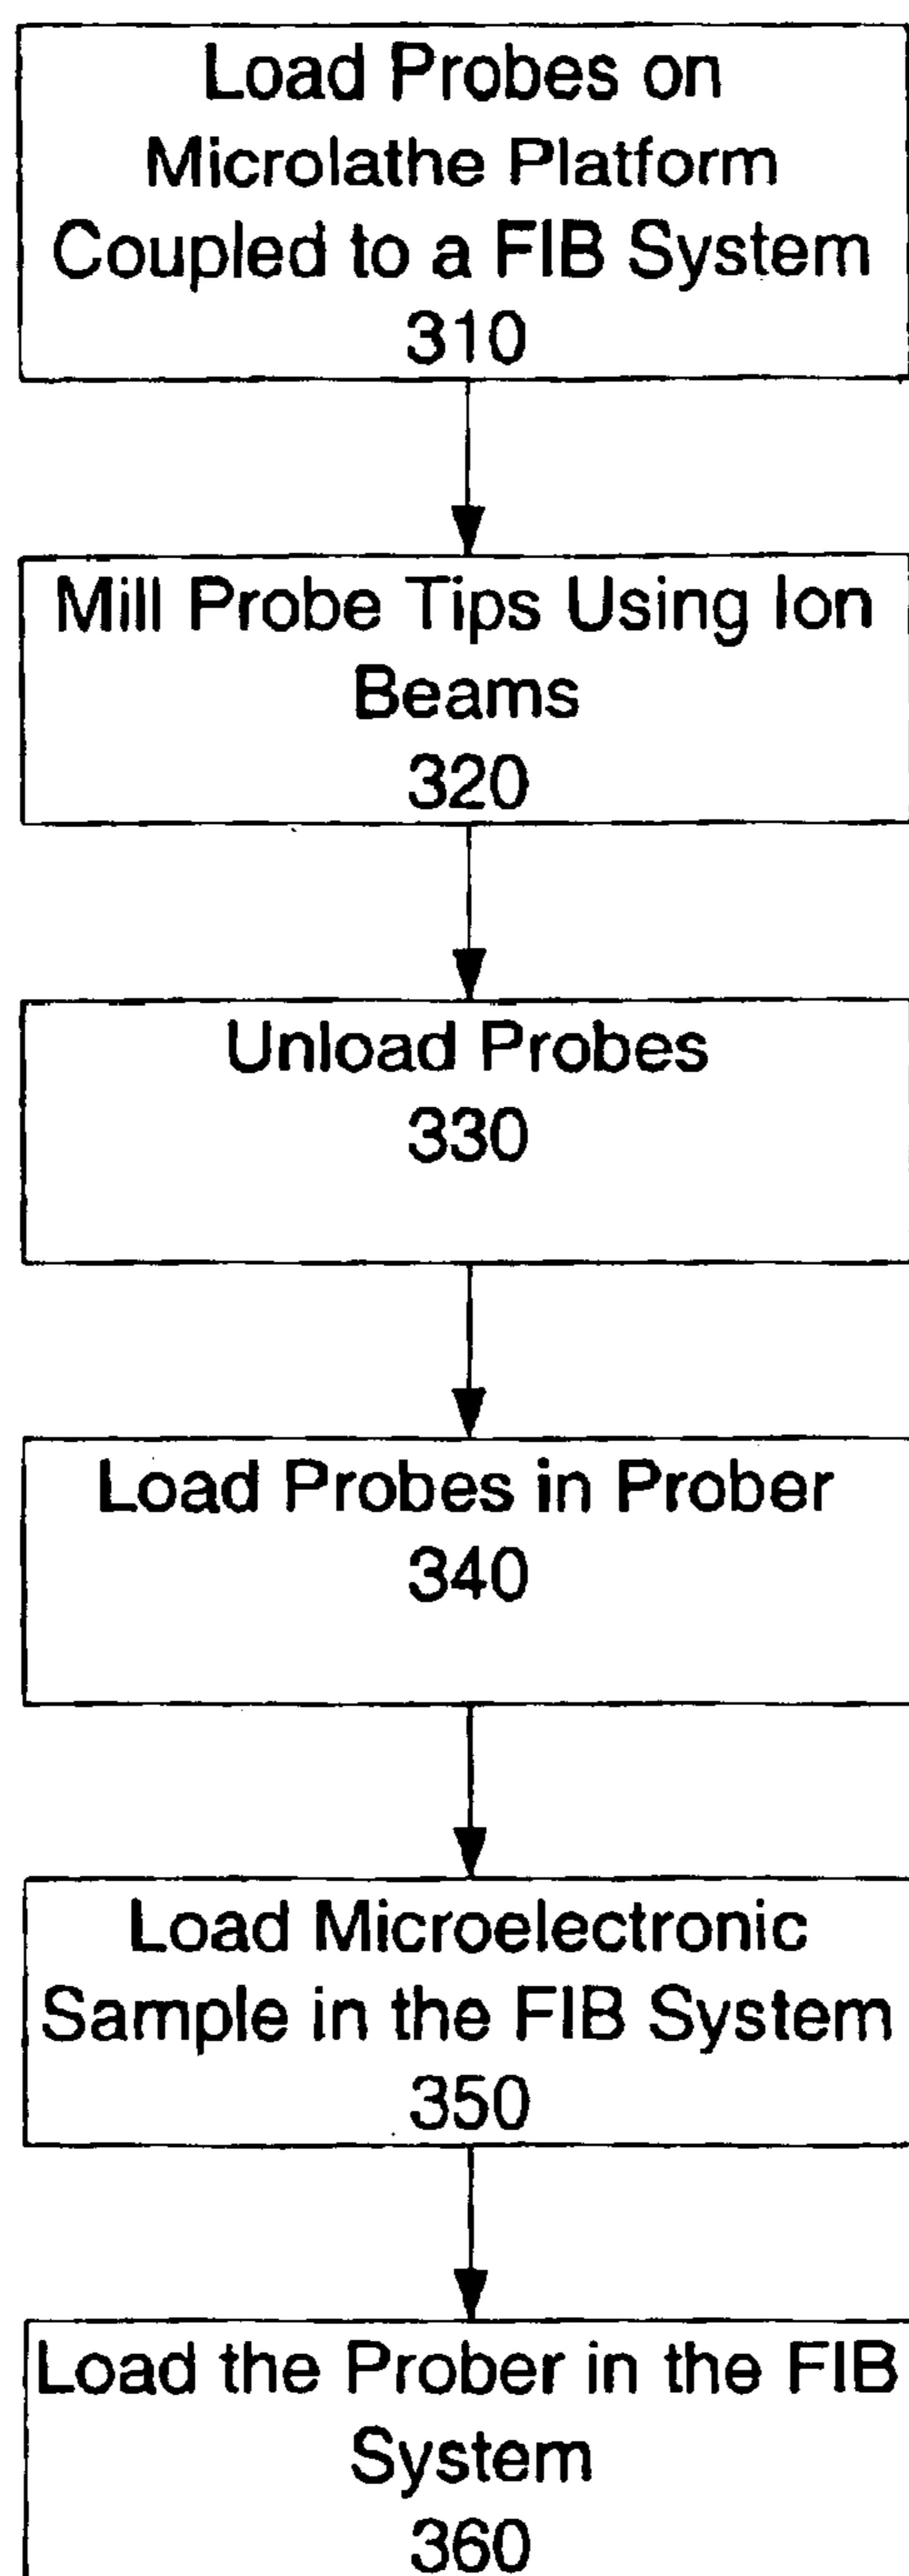 Load Probes on
Microlathe Platform
Coupled to a FIB System
310
Mill Probe Tips Using Ion
Beams
320
Unload Probes
330
Load Probes in Prober
340
Load Microelectronic
Sample in the FIB System
350
Load the Prober in the FIB
System
360